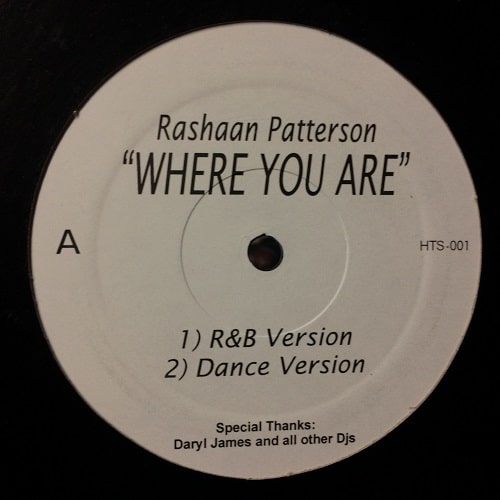 Rashaan Patterson
"WHERE YOU ARE"
A
HTS-001
1) R&B Version
2) Dance Version
Special Thanks:
Daryl James and all other Djs